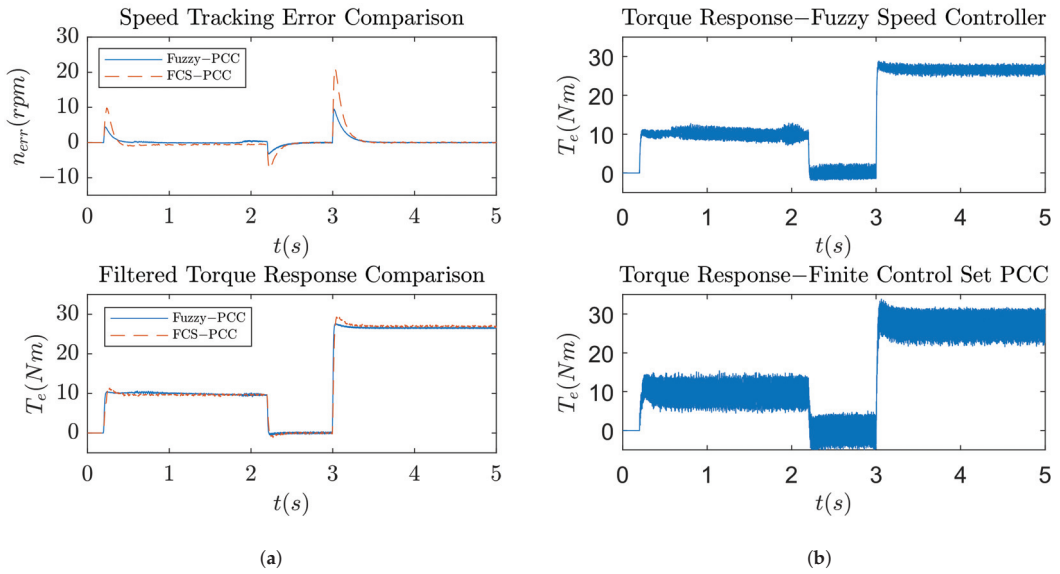 Speed Tracking Error Comparison
30
20
10
0
−10
n_err(rpm)
Fuzzy−PCC
FCS−PCC
0 1 2 3 4 5
t(s)
Filtered Torque Response Comparison
30
20
10
0
T_e(Nm)
Fuzzy−PCC
FCS−PCC
0 1 2 3 4 5
t(s)
(a)
Torque Response−Fuzzy Speed Controller
30
20
10
0
T_e(Nm)
0 1 2 3 4 5
t(s)
Torque Response−Finite Control Set PCC
30
20
10
0
T_e(Nm)
0 1 2 3 4 5
t(s)
(b)